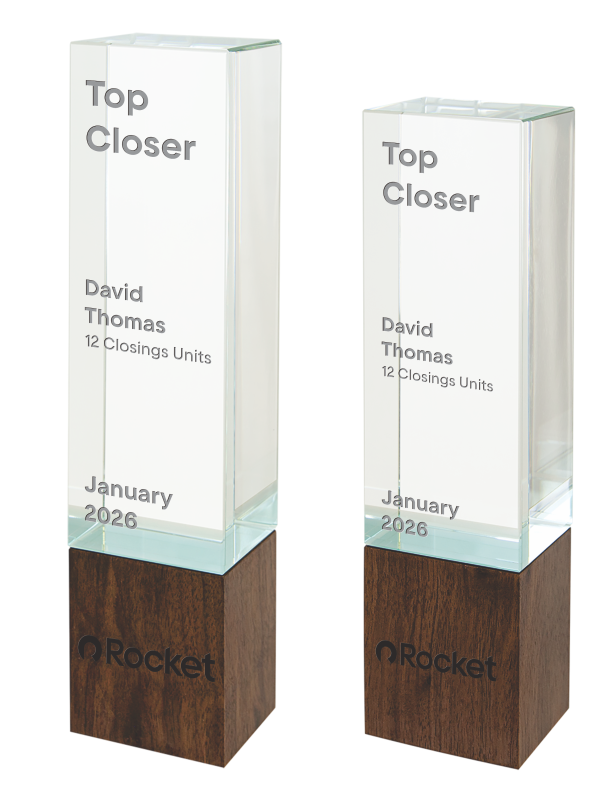 Top
Closer
David
Thomas
12 Closings Units
January
2026
Rocket
Top
Closer
David
Thomas
12 Closings Units
January
2026
Rocket